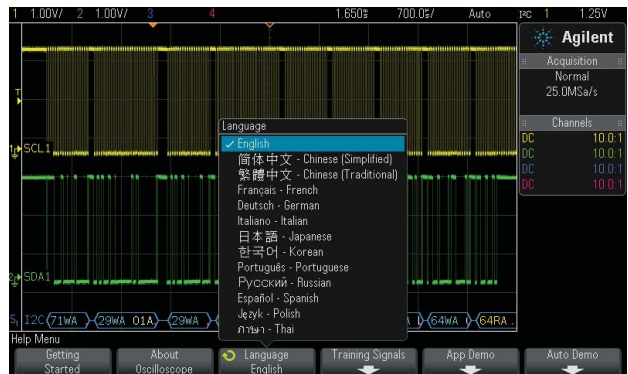 1 1.00V/ 2 1.00V/ 3 4 1.650s 700.0s/ Auto I²C 1 1.25V
Agilent
Acquisition
Normal
25.0MSa/s
Channels
DC 10.0:1
DC 10.0:1
DC 10.0:1
DC 10.0:1
T
SCL1
SDA1
Language
✓ English
简体中文 - Chinese (Simplified)
繁體中文 - Chinese (Traditional)
Français - French
Deutsch - German
Italiano - Italian
日本語 - Japanese
한국어 - Korean
Português - Portuguese
Русский - Russian
Español - Spanish
Język - Polish
ภาษา - Thai
S1 I2C 71WA 29WA 01A 29WA 64WA 64RA
Help Menu
Getting Started
About Oscilloscope
Language English
Training Signals
App Demo
Auto Demo